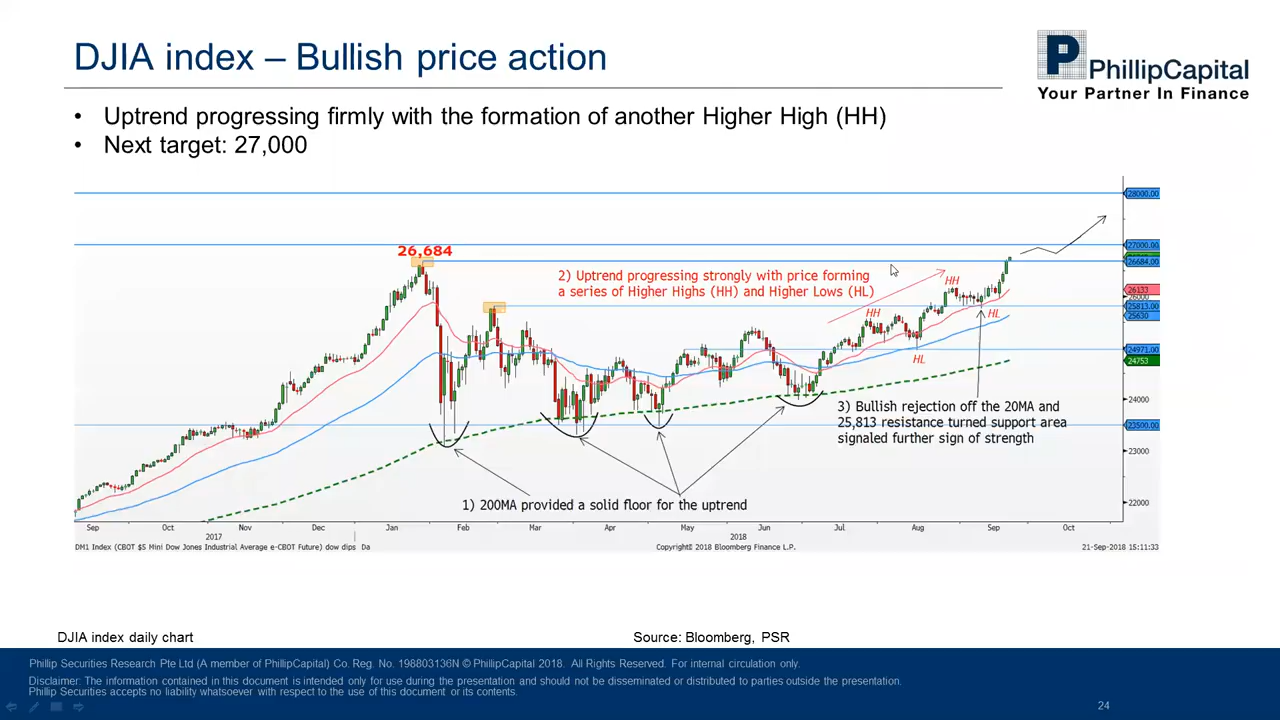 DJIA index – Bullish price action
PhillipCapital
Your Partner In Finance
• Uptrend progressing firmly with the formation of another Higher High (HH)
• Next target: 27,000
28000.00
27000.00
26,684
26684.00
2) Uptrend progressing strongly with price forming
a series of Higher Highs (HH) and Higher Lows (HL)
HH
HH
HL
HL
26133
26000
25813.00
25630
24971.00
24753
24000
23500.00
23000
22000
3) Bullish rejection off the 20MA and
25,813 resistance turned support area
signaled further sign of strength
1) 200MA provided a solid floor for the uptrend
Sep Oct Nov Dec Jan Feb Mar Apr May Jun Jul Aug Sep Oct
2017 2018
DM1 Index (CBOT $5 Mini Dow Jones Industrial Average e-CBOT Future) dow dips Da
Copyright© 2018 Bloomberg Finance L.P.
21-Sep-2018 15:11:33
DJIA index daily chart
Source: Bloomberg, PSR
Phillip Securities Research Pte Ltd (A member of PhillipCapital) Co. Reg. No. 198803136N © PhillipCapital 2018. All Rights Reserved. For internal circulation only.
Disclaimer: The information contained in this document is intended only for use during the presentation and should not be disseminated or distributed to parties outside the presentation.
Phillip Securities accepts no liability whatsoever with respect to the use of this document or its contents.
24